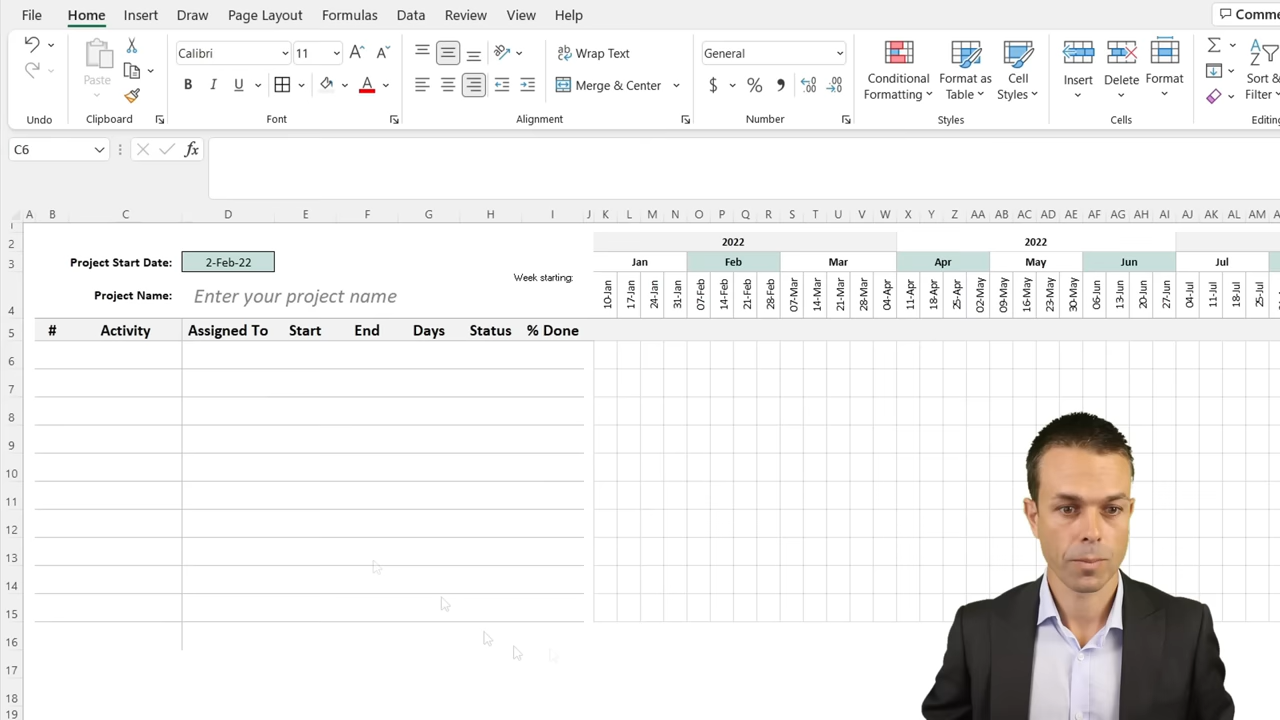 File Home Insert Draw Page Layout Formulas Data Review View Help
Calibri 11 A A Wrap Text General
Paste B I U A Merge & Center $ % , Conditional Formatting Format as Table Cell Styles Insert Delete Format
Undo Clipboard Font Alignment Number Styles Cells
C6 fx
A B C D E F G H I J K L M N O P Q R S T U V W X Y Z AA AB AC AD AE AF AG AH AI AJ AK AL AM
1
2 2022 2022
3 Project Start Date: 2-Feb-22 Jan Feb Mar Apr May Jun Jul
Week starting:
4 Project Name: Enter your project name 10-Jan 17-Jan 24-Jan 31-Jan 07-Feb 14-Feb 21-Feb 28-Feb 07-Mar 14-Mar 21-Mar 28-Mar 04-Apr 11-Apr 18-Apr 25-Apr 02-May 09-May 16-May 23-May 30-May 06-Jun 13-Jun 20-Jun 27-Jun 04-Jul 11-Jul 18-Jul 25-Jul
5 # Activity Assigned To Start End Days Status % Done
6
7
8
9
10
11
12
13
14
15
16
17
18
19